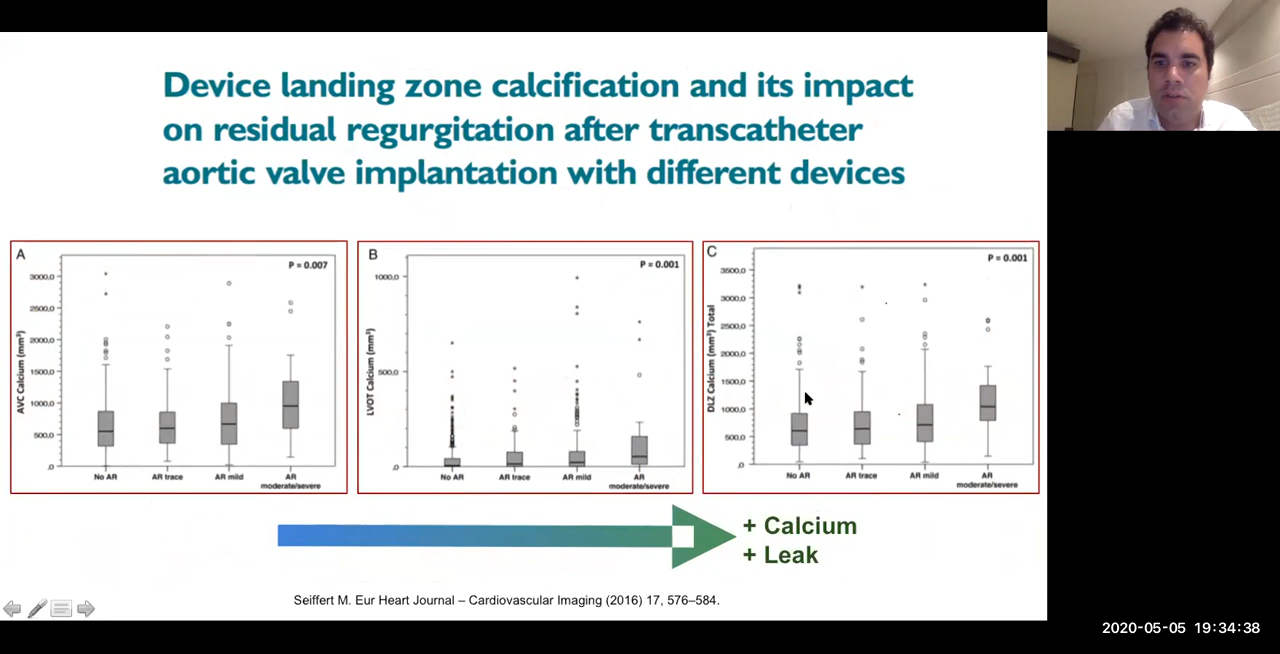 Device landing zone calcification and its impact
on residual regurgitation after transcatheter
aortic valve implantation with different devices
A
P = 0.007
AVC Calcium (mm³)
3000,0
2500,0
2000,0
1500,0
1000,0
500,0
,0
No AR
AR trace
AR mild
AR
moderate/severe
B
P = 0.001
LVOT Calcium (mm³)
1000,0
500,0
,0
No AR
AR trace
AR mild
AR
moderate/severe
C
P = 0.001
DLZ Calcium (mm³) Total
3500,0
3000,0
2500,0
2000,0
1500,0
1000,0
500,0
,0
No AR
AR trace
AR mild
AR
moderate/severe
+ Calcium
+ Leak
Seiffert M. Eur Heart Journal – Cardiovascular Imaging (2016) 17, 576–584.
2020-05-05 19:34:38